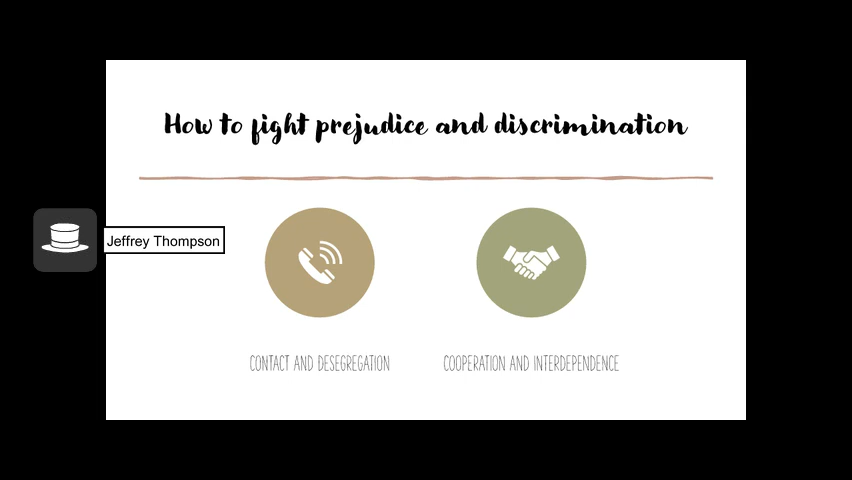 How to fight prejudice and discrimination
Jeffrey Thompson
CONTACT AND DESEGREGATION
COOPERATION AND INTERDEPENDENCE